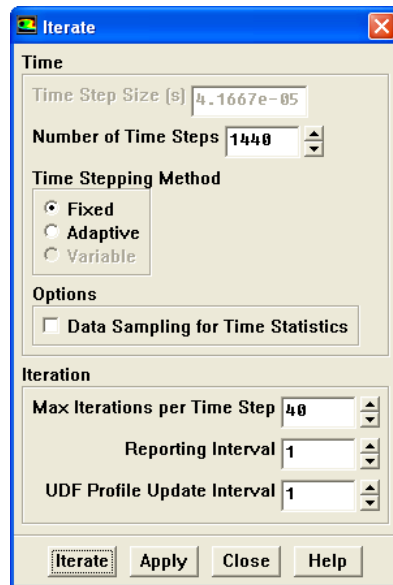 Iterate
Time
Time Step Size (s) 4.1667e-05
Number of Time Steps 1440
Time Stepping Method
Fixed
Adaptive
Variable
Options
Data Sampling for Time Statistics
Iteration
Max Iterations per Time Step 40
Reporting Interval 1
UDF Profile Update Interval 1
Iterate Apply Close Help